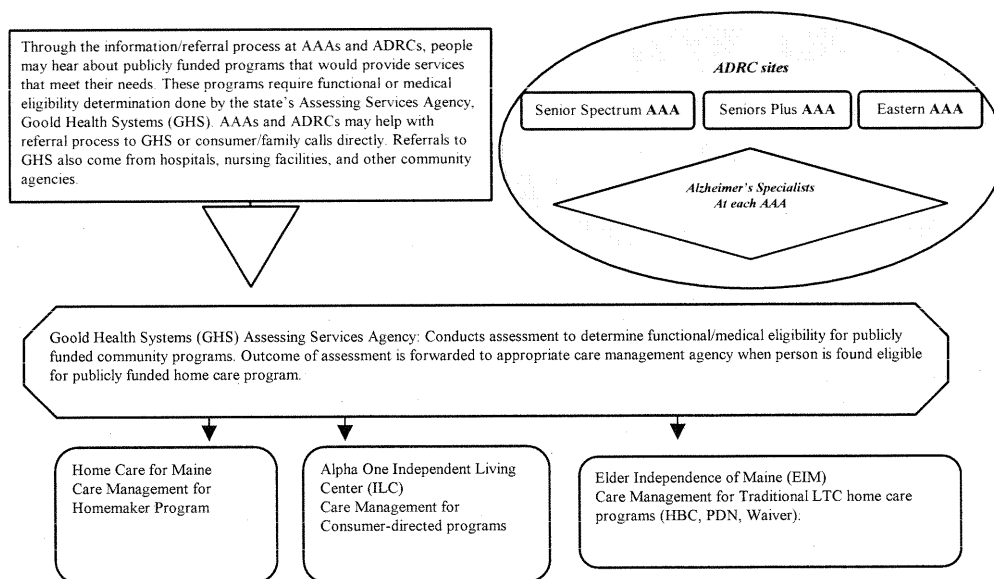 Through the information/referral process at AAAs and ADRCs, people
may hear about publicly funded programs that would provide services
that meet their needs. These programs require functional or medical
eligibility determination done by the state's Assessing Services Agency,
Goold Health Systems (GHS). AAAs and ADRCs may help with
referral process to GHS or consumer/family calls directly. Referrals to
GHS also come from hospitals, nursing facilities, and other community
agencies.
ADRC sites
Senior Spectrum AAA
Seniors Plus AAA
Eastern AAA
Alzheimer's Specialists
At each AAA
Goold Health Systems (GHS) Assessing Services Agency: Conducts assessment to determine functional/medical eligibility for publicly
funded community programs. Outcome of assessment is forwarded to appropriate care management agency when person is found eligible
for publicly funded home care program.
Home Care for Maine
Care Management for
Homemaker Program
Alpha One Independent Living
Center (ILC)
Care Management for
Consumer-directed programs
Elder Independence of Maine (EIM)
Care Management for Traditional LTC home care
programs (HBC, PDN, Waiver).